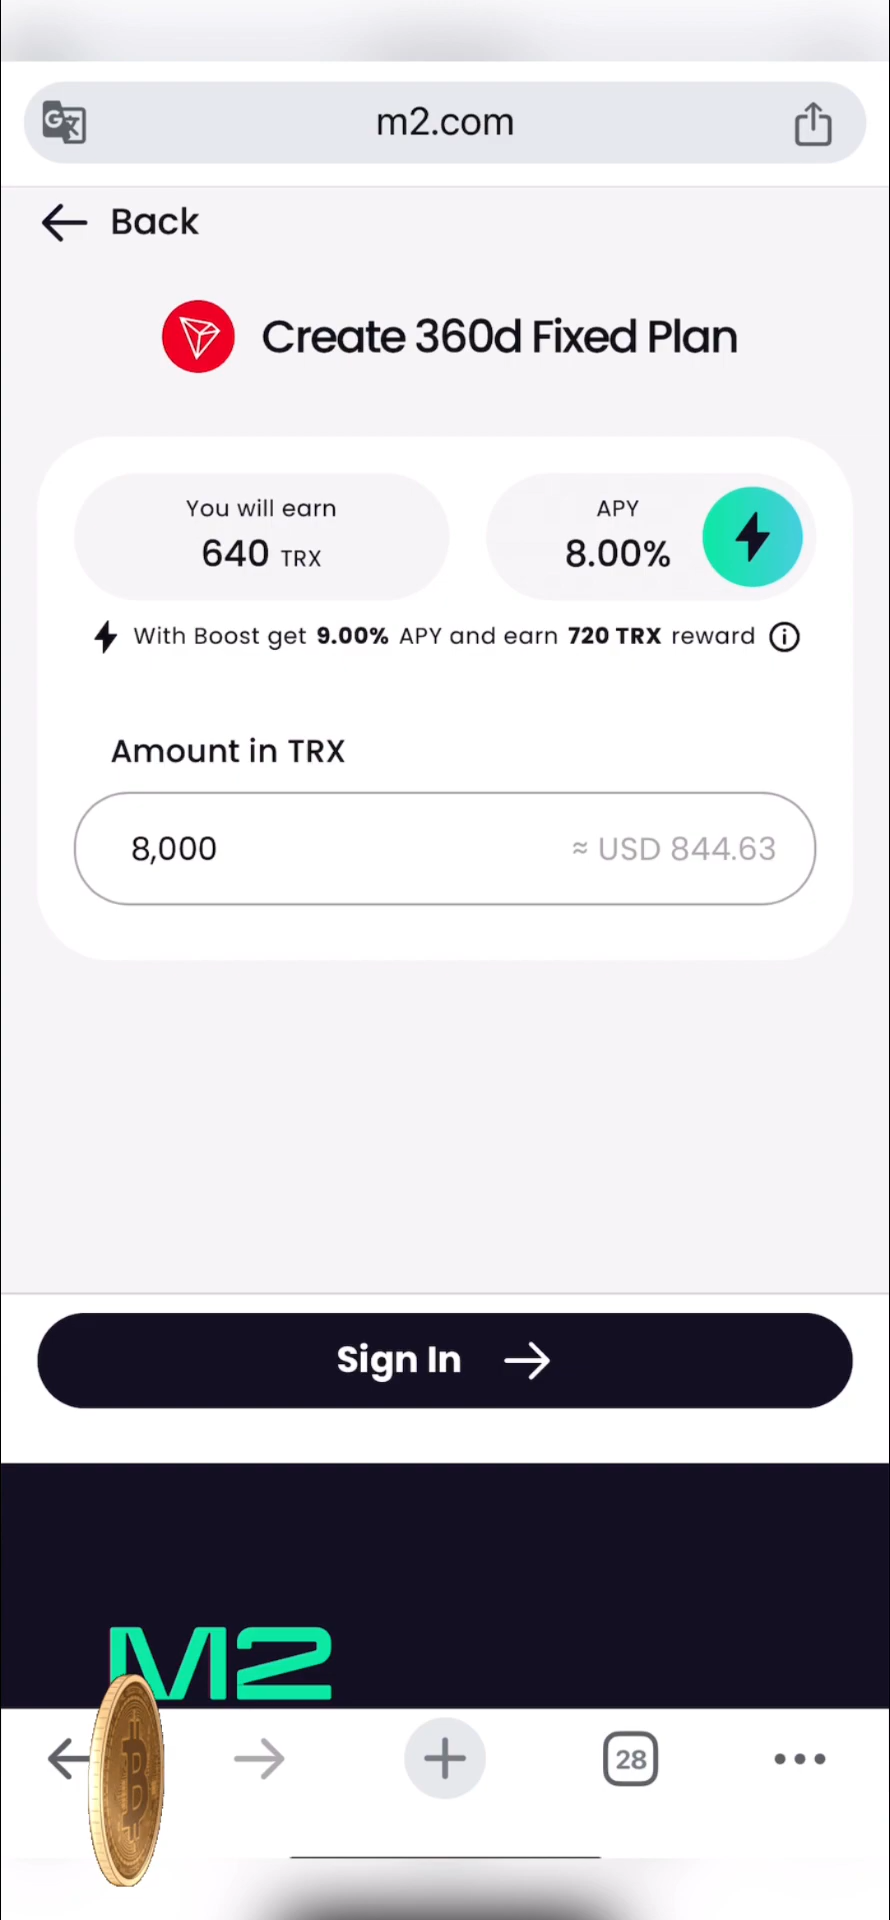 m2.com
Back
Create 360d Fixed Plan
You will earn
640 TRX
APY
8.00%
With Boost get 9.00% APY and earn 720 TRX reward
Amount in TRX
8,000
≈ USD 844.63
Sign In
M2
28